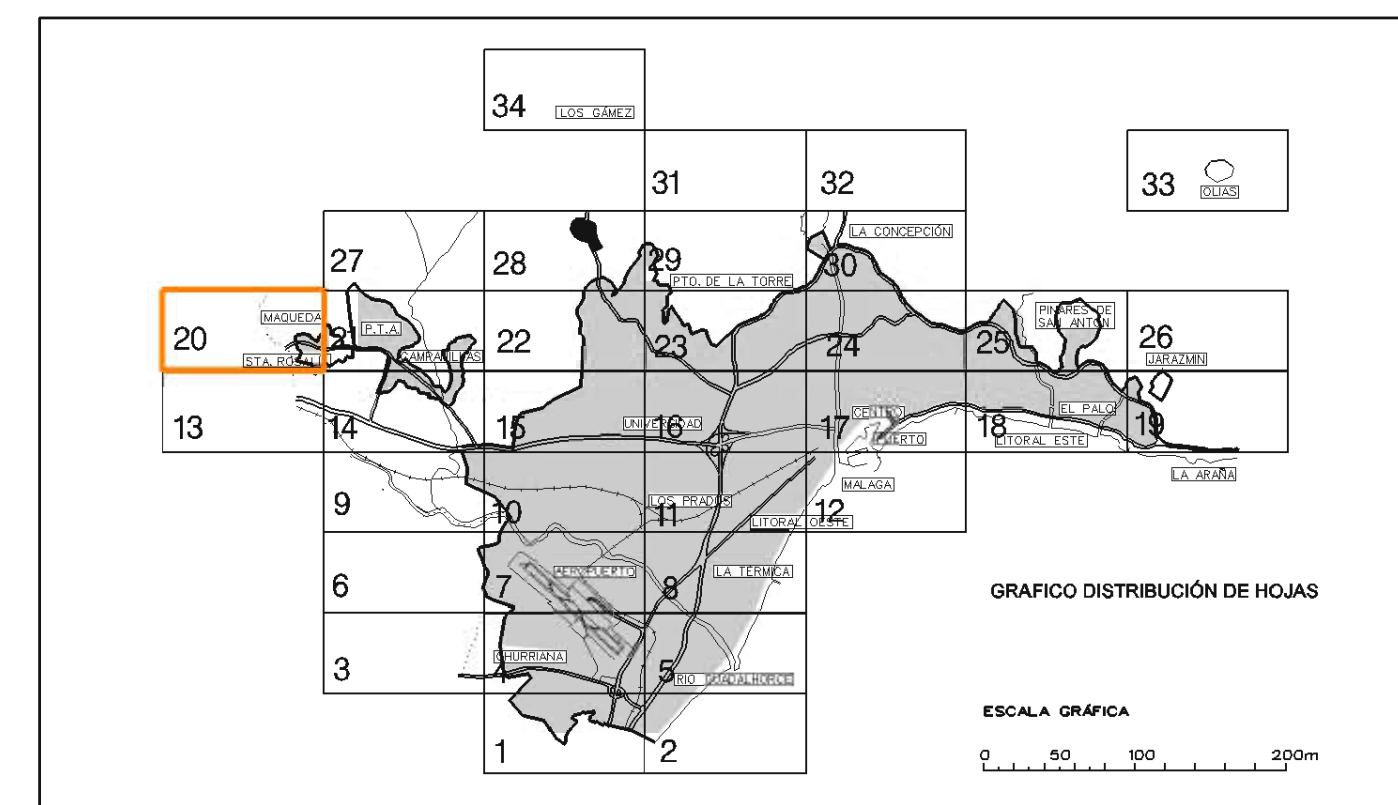 34 LOS GÁMEZ
31 32 33
OLIAS
LA CONCEPCIÓN
27 28 29 30
PTO. DE LA TORRE
MAQUEDA
P.T.A.
PINARES DE
SAN ANTÓN
20 21 22 23 24 25 26
STA. ROSALIA
CAMPANILLAS
JARAZMIN
13 14 15 16 17 18 19
UNIVERSIDAD
CENTRO
EL PALO
PUERTO
LITORAL ESTE
LA ARAÑA
MALAGA
9 10 11 12
LOS PRADOS
LITORAL OESTE
6 7 8
AEROPUERTO
LA TÉRMICA
GRAFICO DISTRIBUCIÓN DE HOJAS
CHURRIANA
3 5
RIO GUADALHORCE
ESCALA GRÁFICA
1 2
0 50 100 200m